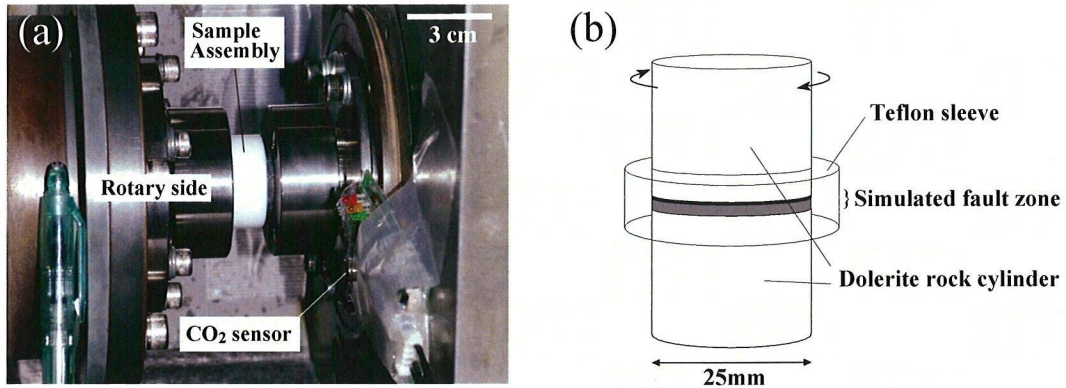 (a)
Sample
Assembly
3 cm
Rotary side
CO₂ sensor
(b)
Teflon sleeve
} Simulated fault zone
Dolerite rock cylinder
25mm